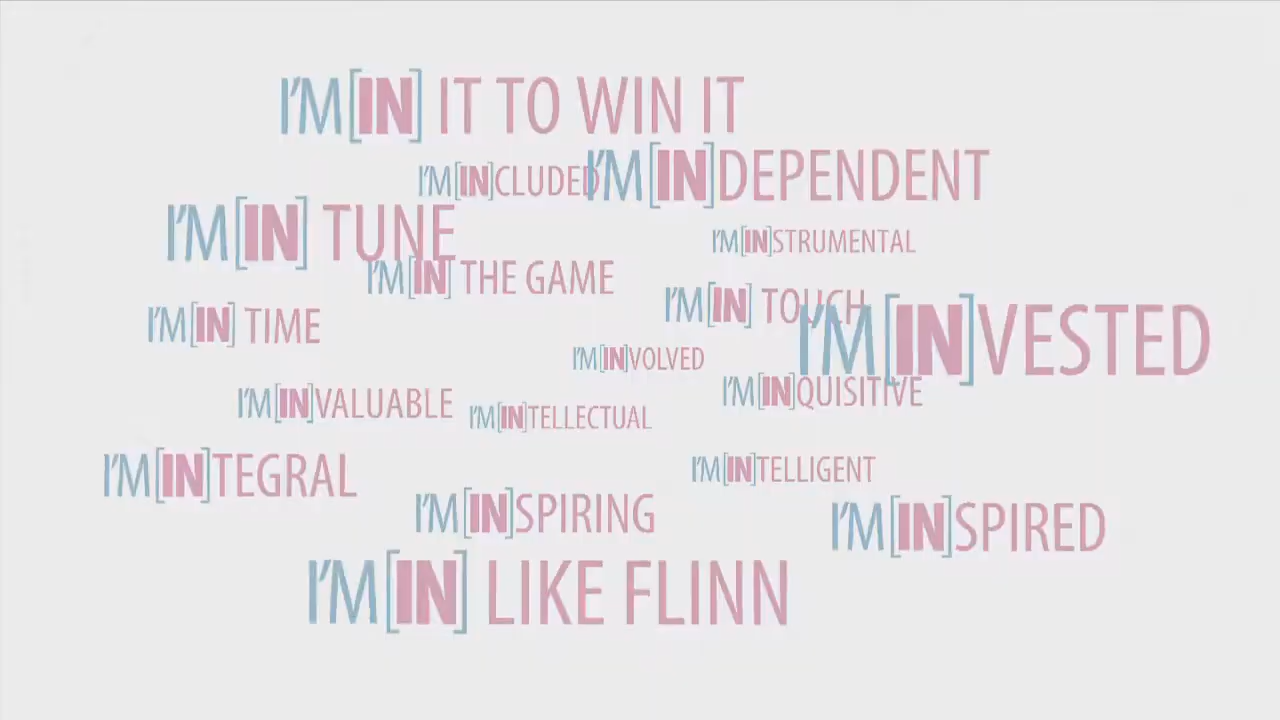 I'M[IN] IT TO WIN IT
I'M[IN]CLUDED
I'M[IN]DEPENDENT
I'M[IN] TUNE
I'M[IN]STRUMENTAL
I'M[IN] THE GAME
I'M[IN] TOUCH
I'M[IN] TIME
I'M[IN]VESTED
I'M[IN]VOLVED
I'M[IN]QUISITIVE
I'M[IN]VALUABLE
I'M[IN]TELLECTUAL
I'M[IN]TEGRAL
I'M[IN]TELLIGENT
I'M[IN]SPIRING
I'M[IN]SPIRED
I'M[IN] LIKE FLINN